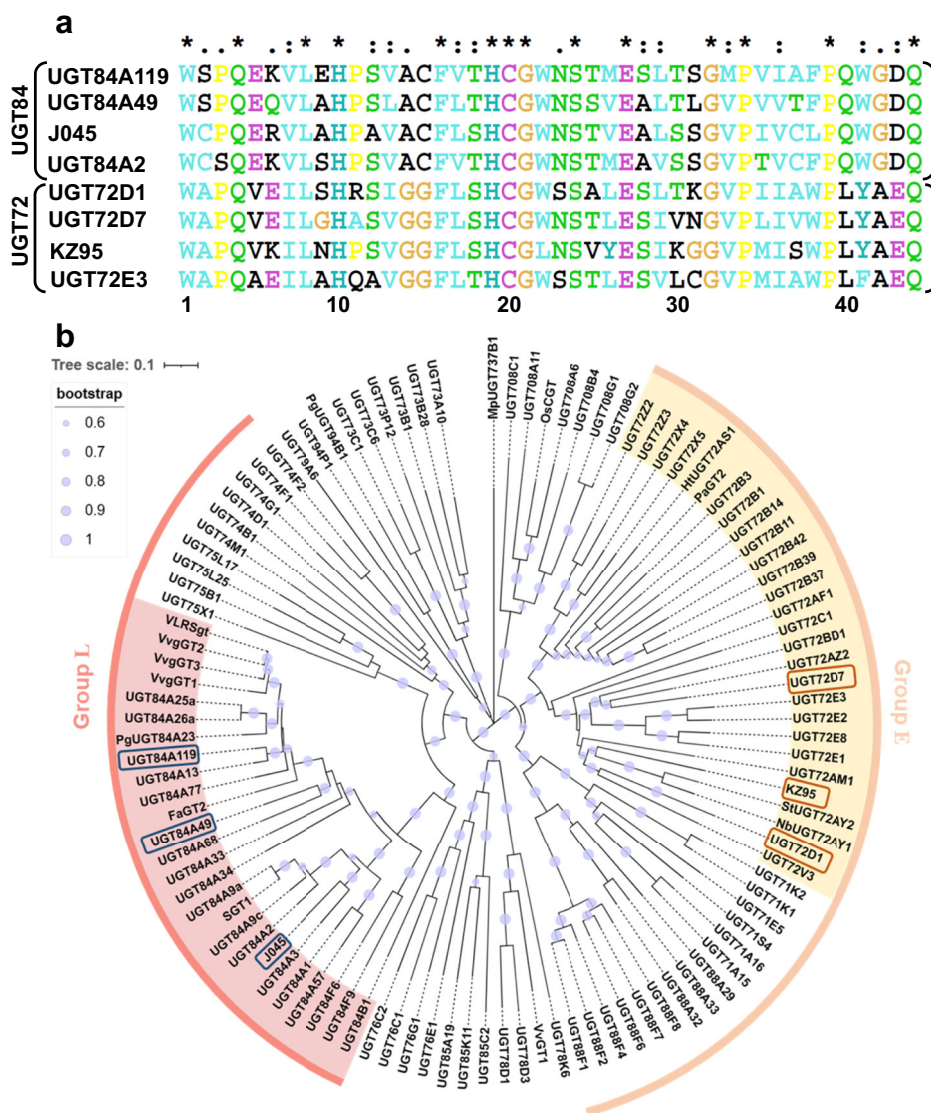 a
* . . * . : * * : : . * : : * * * . * * : : * * : : * . : *
UGT84
UGT84A119 WSPQEKVLEHPSVACFVTHCGWNSTMESLTSGMPVIAFPQWGDQ
UGT84A49 WSPQEQVLAHPSLACFLTHCGWNSSVEALTLGVPVVTFPQWGDQ
J045 WCPQERVLAHPAVACFLSHCGWNSTVEALSSGVPIVCLPQWGDQ
UGT84A2 WCSQEKVLSHPSVACFLTHCGWNSTMEAVSSGVPTVCFPQWGDQ
UGT72
UGT72D1 WAPQVEILSHRSIGGFLSHCGWSSALESLTKGVPIIAWPLYAEQ
UGT72D7 WAPQVEILGHASVGGFLSHCGWNSTLESIVNGVPLIVWPLYAEQ
KZ95 WAPQVKILNHPSVGGFLSHCGLNSVYESIKGGVPMISWPLYAEQ
UGT72E3 WAPQAEILAHQAVGGFLTHCGWSSTLESVLCGVPMIAWPLFAEQ
1 10 20 30 40
b
Tree scale: 0.1
bootstrap
0.6
0.7
0.8
0.9
1
Group L
Group E
MpUGT737B1
UGT708C1
UGT708A11
OsCGT
UGT708A6
UGT708B4
UGT708G1
UGT708G2
UGT72Z2
UGT72Z3
UGT72X4
UGT72X5
HtUGT72AS1
PaGT2
UGT72B3
UGT72B1
UGT72B14
UGT72B11
UGT72B42
UGT72B39
UGT72B37
UGT72AF1
UGT72C1
UGT72BD1
UGT72AZ2
UGT72D7
UGT72E3
UGT72E2
UGT72E8
UGT72E1
UGT72AM1
KZ95
StUGT72AY2
NbUGT72AY1
UGT72D1
UGT72V3
UGT71K2
UGT71K1
UGT71E5
UGT71S4
UGT71A16
UGT71A15
UGT88A29
UGT88A33
UGT88A32
UGT88F8
UGT88F7
UGT88F6
UGT88F4
UGT88F2
UGT88F1
UGT78K6
VvGT1
UGT78D3
UGT78D1
UGT85C2
UGT85K11
UGT85A19
UGT76E1
UGT76G1
UGT76C1
UGT76C2
UGT84B1
UGT84F9
UGT84F6
UGT84A57
UGT84A1
UGT84A3
J045
UGT84A2
UGT84A9c
SGT1
UGT84A9a
UGT84A34
UGT84A33
UGT84A68
UGT84A49
FaGT2
UGT84A77
UGT84A13
UGT84A119
PgUGT84A23
UGT84A26a
UGT84A25a
VvgGT1
VvgGT3
VvgGT2
VLRSgt
UGT75X1
UGT75B1
UGT75L25
UGT75L17
UGT74M1
UGT74B1
UGT74D1
UGT74G1
UGT74F1
UGT74F2
UGT79A6
UGT94P1
PgUGT94B1
UGT73C1
UGT73C6
UGT73P12
UGT73B1
UGT73B28
UGT73A10